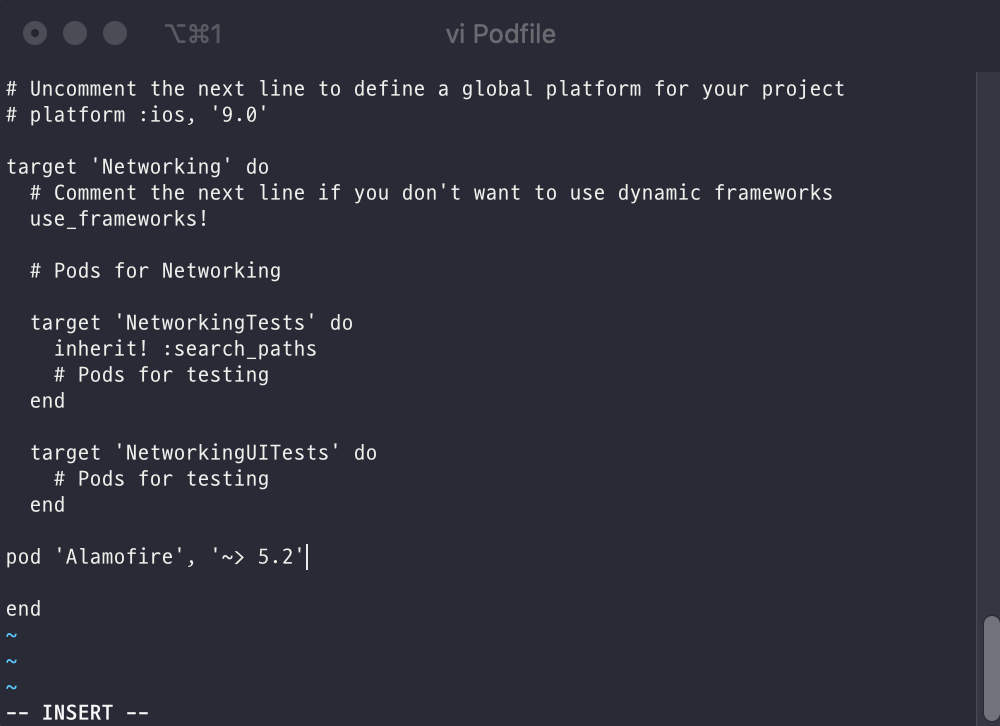 ⌥⌘1
vi Podfile
# Uncomment the next line to define a global platform for your project
# platform :ios, '9.0'
target 'Networking' do
  # Comment the next line if you don't want to use dynamic frameworks
  use_frameworks!
  # Pods for Networking
  target 'NetworkingTests' do
    inherit! :search_paths
    # Pods for testing
  end
  target 'NetworkingUITests' do
    # Pods for testing
  end
pod 'Alamofire', '~> 5.2'
end
~
~
~
-- INSERT --